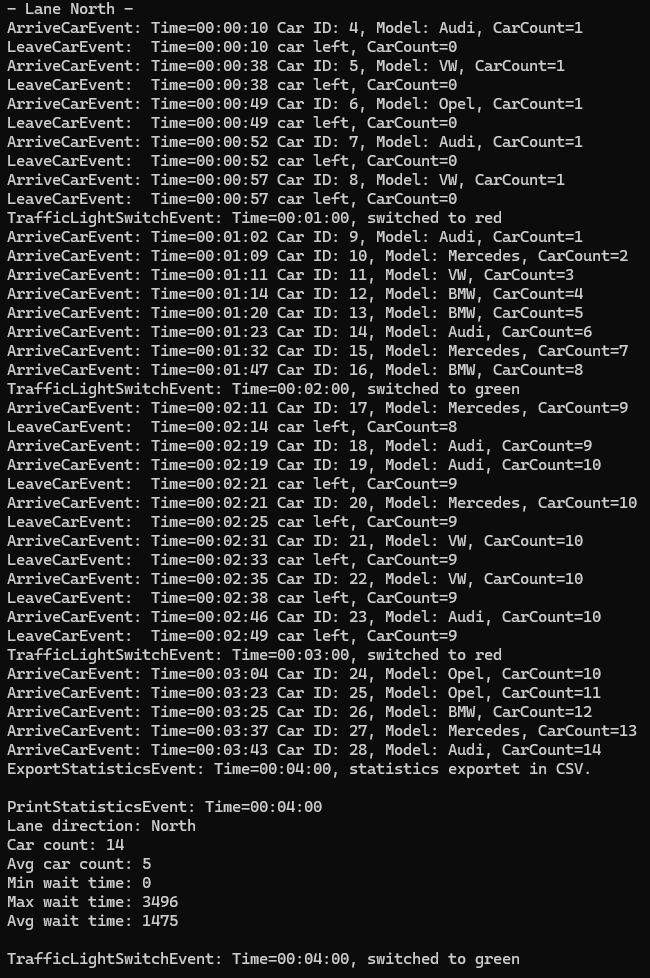 - Lane North -
ArriveCarEvent: Time=00:00:10 Car ID: 4, Model: Audi, CarCount=1
LeaveCarEvent:  Time=00:00:10 car left, CarCount=0
ArriveCarEvent: Time=00:00:38 Car ID: 5, Model: VW, CarCount=1
LeaveCarEvent:  Time=00:00:38 car left, CarCount=0
ArriveCarEvent: Time=00:00:49 Car ID: 6, Model: Opel, CarCount=1
LeaveCarEvent:  Time=00:00:49 car left, CarCount=0
ArriveCarEvent: Time=00:00:52 Car ID: 7, Model: Audi, CarCount=1
LeaveCarEvent:  Time=00:00:52 car left, CarCount=0
ArriveCarEvent: Time=00:00:57 Car ID: 8, Model: VW, CarCount=1
LeaveCarEvent:  Time=00:00:57 car left, CarCount=0
TrafficLightSwitchEvent: Time=00:01:00, switched to red
ArriveCarEvent: Time=00:01:02 Car ID: 9, Model: Audi, CarCount=1
ArriveCarEvent: Time=00:01:09 Car ID: 10, Model: Mercedes, CarCount=2
ArriveCarEvent: Time=00:01:11 Car ID: 11, Model: VW, CarCount=3
ArriveCarEvent: Time=00:01:14 Car ID: 12, Model: BMW, CarCount=4
ArriveCarEvent: Time=00:01:20 Car ID: 13, Model: BMW, CarCount=5
ArriveCarEvent: Time=00:01:23 Car ID: 14, Model: Audi, CarCount=6
ArriveCarEvent: Time=00:01:32 Car ID: 15, Model: Mercedes, CarCount=7
ArriveCarEvent: Time=00:01:47 Car ID: 16, Model: BMW, CarCount=8
TrafficLightSwitchEvent: Time=00:02:00, switched to green
ArriveCarEvent: Time=00:02:11 Car ID: 17, Model: Mercedes, CarCount=9
LeaveCarEvent:  Time=00:02:14 car left, CarCount=8
ArriveCarEvent: Time=00:02:19 Car ID: 18, Model: Audi, CarCount=9
ArriveCarEvent: Time=00:02:19 Car ID: 19, Model: Audi, CarCount=10
LeaveCarEvent:  Time=00:02:21 car left, CarCount=9
ArriveCarEvent: Time=00:02:21 Car ID: 20, Model: Mercedes, CarCount=10
LeaveCarEvent:  Time=00:02:25 car left, CarCount=9
ArriveCarEvent: Time=00:02:31 Car ID: 21, Model: VW, CarCount=10
LeaveCarEvent:  Time=00:02:33 car left, CarCount=9
ArriveCarEvent: Time=00:02:35 Car ID: 22, Model: VW, CarCount=10
LeaveCarEvent:  Time=00:02:38 car left, CarCount=9
ArriveCarEvent: Time=00:02:46 Car ID: 23, Model: Audi, CarCount=10
LeaveCarEvent:  Time=00:02:49 car left, CarCount=9
TrafficLightSwitchEvent: Time=00:03:00, switched to red
ArriveCarEvent: Time=00:03:04 Car ID: 24, Model: Opel, CarCount=10
ArriveCarEvent: Time=00:03:23 Car ID: 25, Model: Opel, CarCount=11
ArriveCarEvent: Time=00:03:25 Car ID: 26, Model: BMW, CarCount=12
ArriveCarEvent: Time=00:03:37 Car ID: 27, Model: Mercedes, CarCount=13
ArriveCarEvent: Time=00:03:43 Car ID: 28, Model: Audi, CarCount=14
ExportStatisticsEvent: Time=00:04:00, statistics exportet in CSV.

PrintStatisticsEvent: Time=00:04:00
Lane direction: North
Car count: 14
Avg car count: 5
Min wait time: 0
Max wait time: 3496
Avg wait time: 1475

TrafficLightSwitchEvent: Time=00:04:00, switched to green